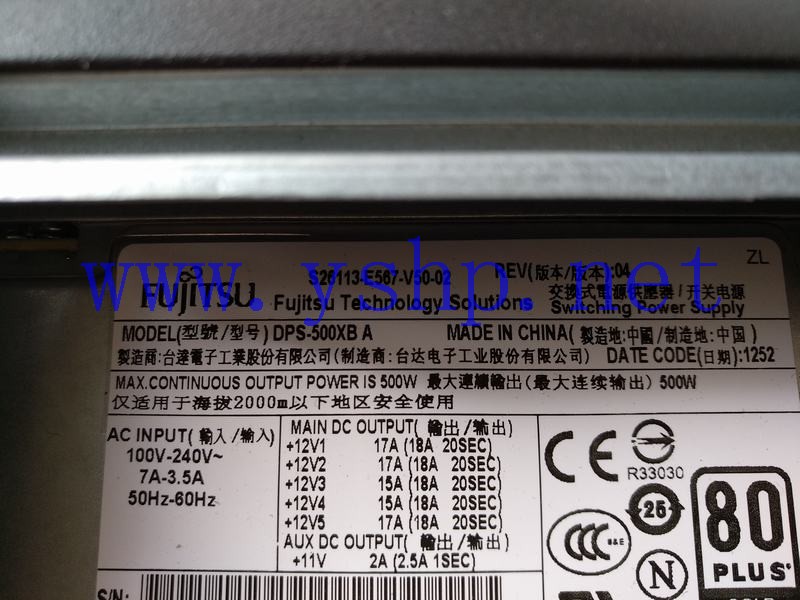 ZL
S26113-E567-V50-02 REV(版本/版本):04
FUJITSU Fujitsu Technology Solutions
交換式電源供應器/开关电源
Switching Power Supply
www.yshp.net
MODEL(型號/型号) DPS-500XB A MADE IN CHINA(製造地:中國/制造地:中国)
製造商:台達電子工業股份有限公司(制造商:台达电子工业股份有限公司) DATE CODE(日期):1252
MAX.CONTINUOUS OUTPUT POWER IS 500W 最大連續輸出(最大连续输出) 500W
仅适用于海拔2000m以下地区安全使用
AC INPUT(輸入/输入)
100V-240V~
7A-3.5A
50Hz-60Hz
MAIN DC OUTPUT(輸出/输出)
+12V1 17A (18A 20SEC)
+12V2 17A (18A 20SEC)
+12V3 15A (18A 20SEC)
+12V4 15A (18A 20SEC)
+12V5 17A (18A 20SEC)
AUX DC OUTPUT(輸出/输出)
+11V 2A (2.5A 1SEC)
S/N:
CE
R33030
25
CCC
S&E
N
80
PLUS